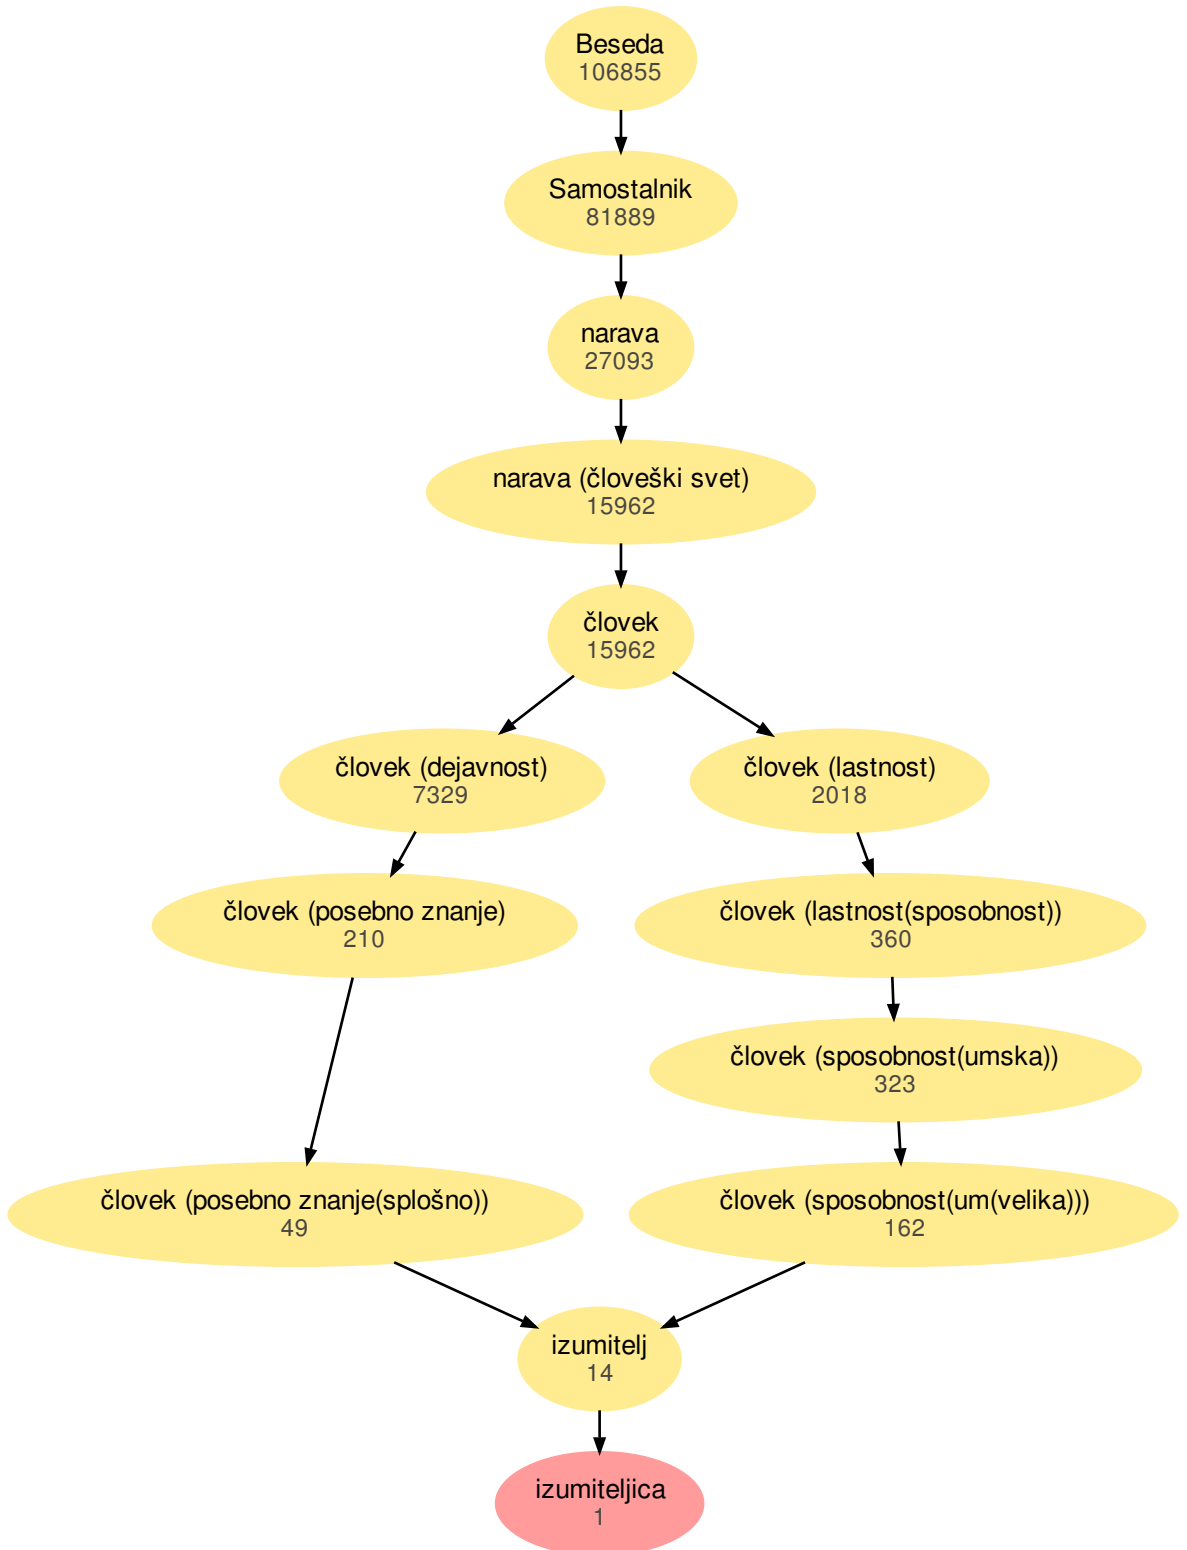 Beseda
106855
Samostalnik
81889
narava
27093
narava (človeški svet)
15962
človek
15962
človek (dejavnost)
7329
človek (lastnost)
2018
človek (posebno znanje)
210
človek (lastnost(sposobnost))
360
človek (sposobnost(umska))
323
človek (posebno znanje(splošno))
49
človek (sposobnost(um(velika)))
162
izumitelj
14
izumiteljica
1